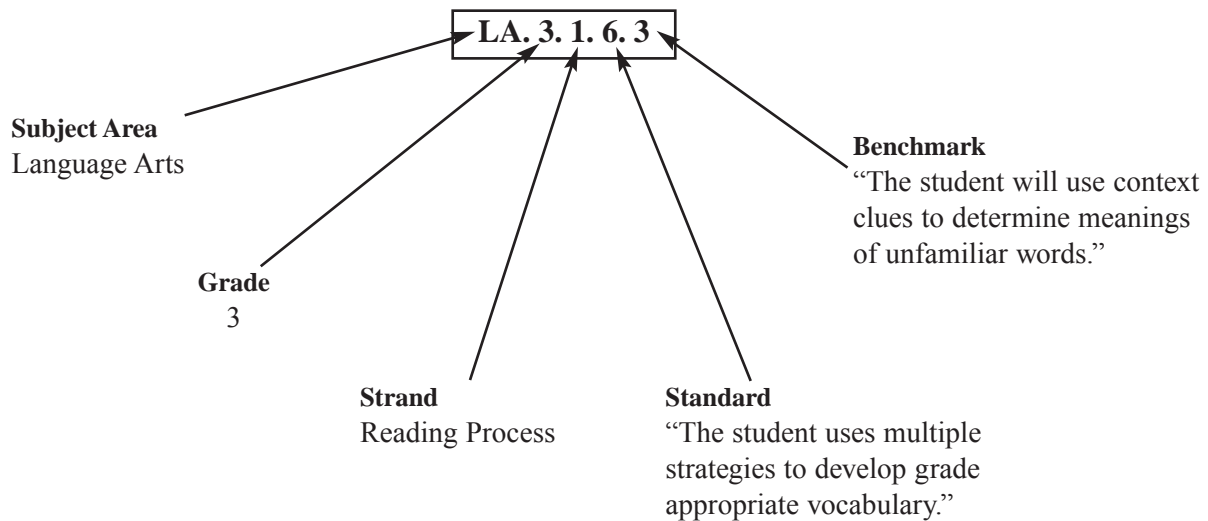 LA. 3. 1. 6. 3
Subject Area
Language Arts
Grade
3
Strand
Reading Process
Standard
“The student uses multiple
strategies to develop grade
appropriate vocabulary.”
Benchmark
“The student will use context
clues to determine meanings
of unfamiliar words.”